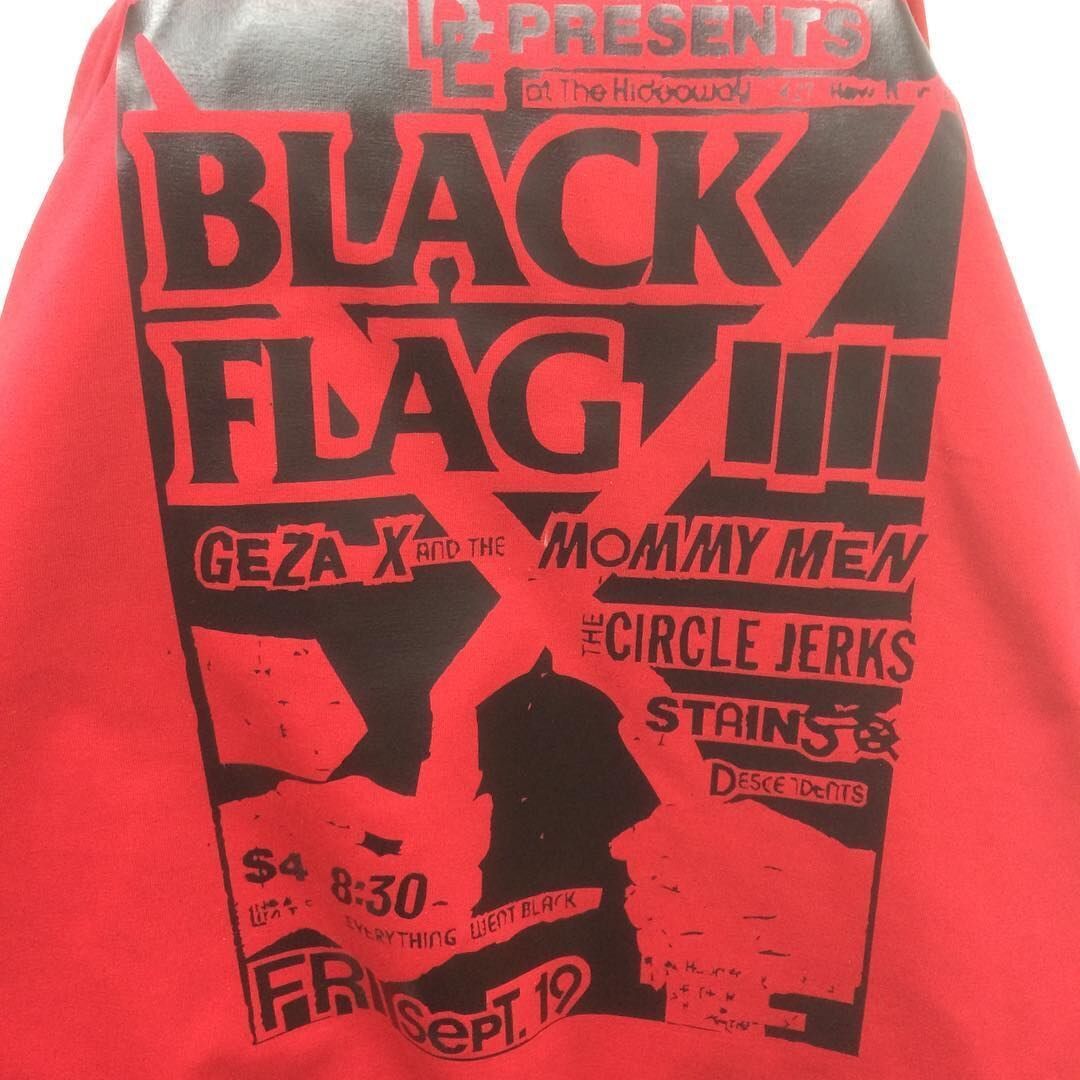 PRESENTS
at The Hideaway
BLACK
FLAG
GEZA X AND THE MOMMY MEN
THE CIRCLE JERKS
STAINS
DESCENDENTS
$4 8:30
EVERYTHING WENT BLACK
FRI SEPT. 19